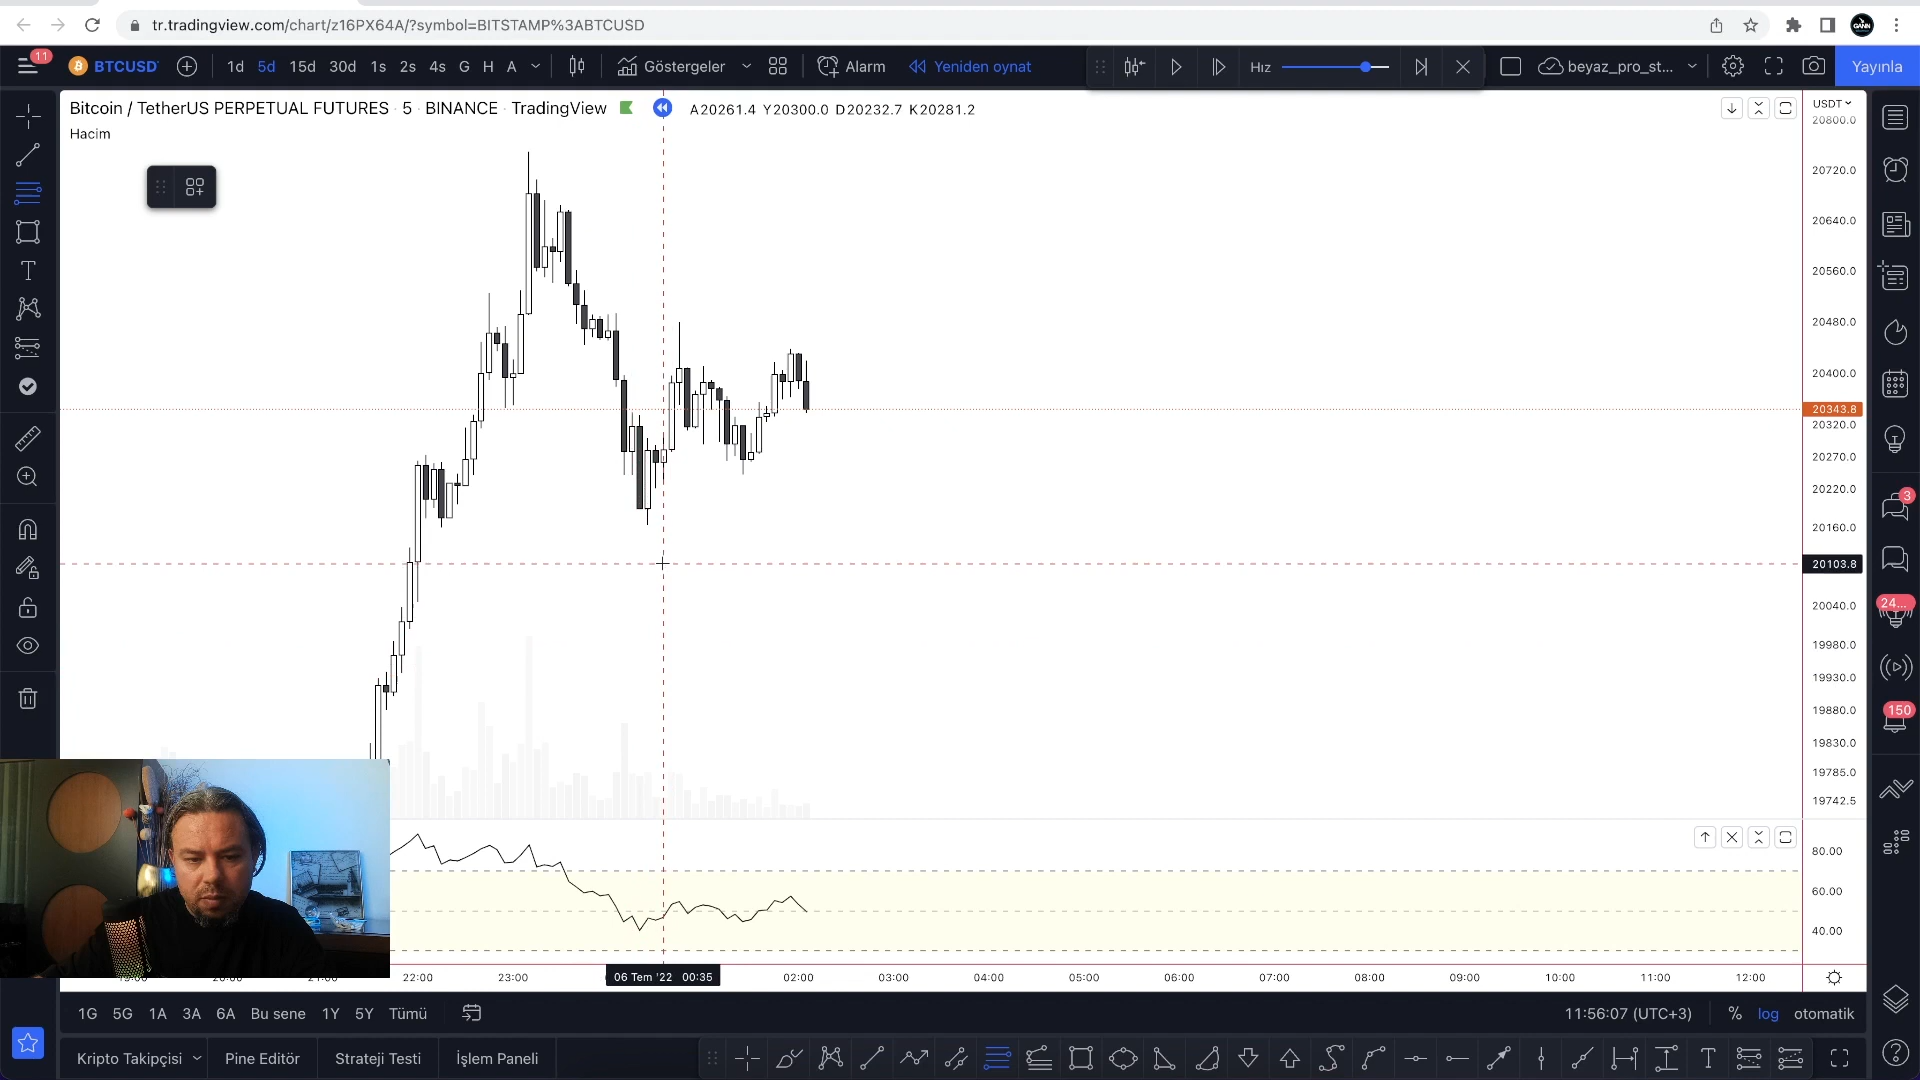 tr.tradingview.com/chart/z16PX64A/?symbol=BITSTAMP%3ABTCUSD
GANN
11
BTCUSD
1d 5d 15d 30d 1s 2s 4s G H A
Göstergeler
Alarm
Yeniden oynat
Hız
beyaz_pro_st...
Yayınla
Bitcoin / TetherUS PERPETUAL FUTURES · 5 · BINANCE · TradingView
A20261.4 Y20300.0 D20232.7 K20281.2
USDT
Hacim
20800.0
20720.0
20640.0
20560.0
20480.0
20400.0
20343.8
20320.0
20270.0
20220.0
20160.0
20103.8
20040.0
19980.0
19930.0
19880.0
19830.0
19785.0
19742.5
80.00
60.00
40.00
3
24...
150
22:00 23:00 06 Tem '22 00:35 02:00 03:00 04:00 05:00 06:00 07:00 08:00 09:00 10:00 11:00 12:00
1G 5G 1A 3A 6A Bu sene 1Y 5Y Tümü
11:56:07 (UTC+3) % log otomatik
Kripto Takipçisi
Pine Editör
Strateji Testi
İşlem Paneli